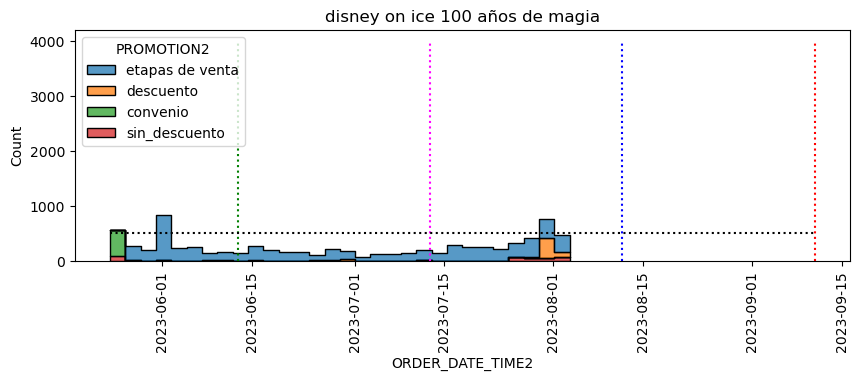 disney on ice 100 años de magia
4000
3000
2000
1000
0
Count
PROMOTION2
etapas de venta
descuento
convenio
sin_descuento
2023-06-01
2023-06-15
2023-07-01
2023-07-15
2023-08-01
2023-08-15
2023-09-01
2023-09-15
ORDER_DATE_TIME2